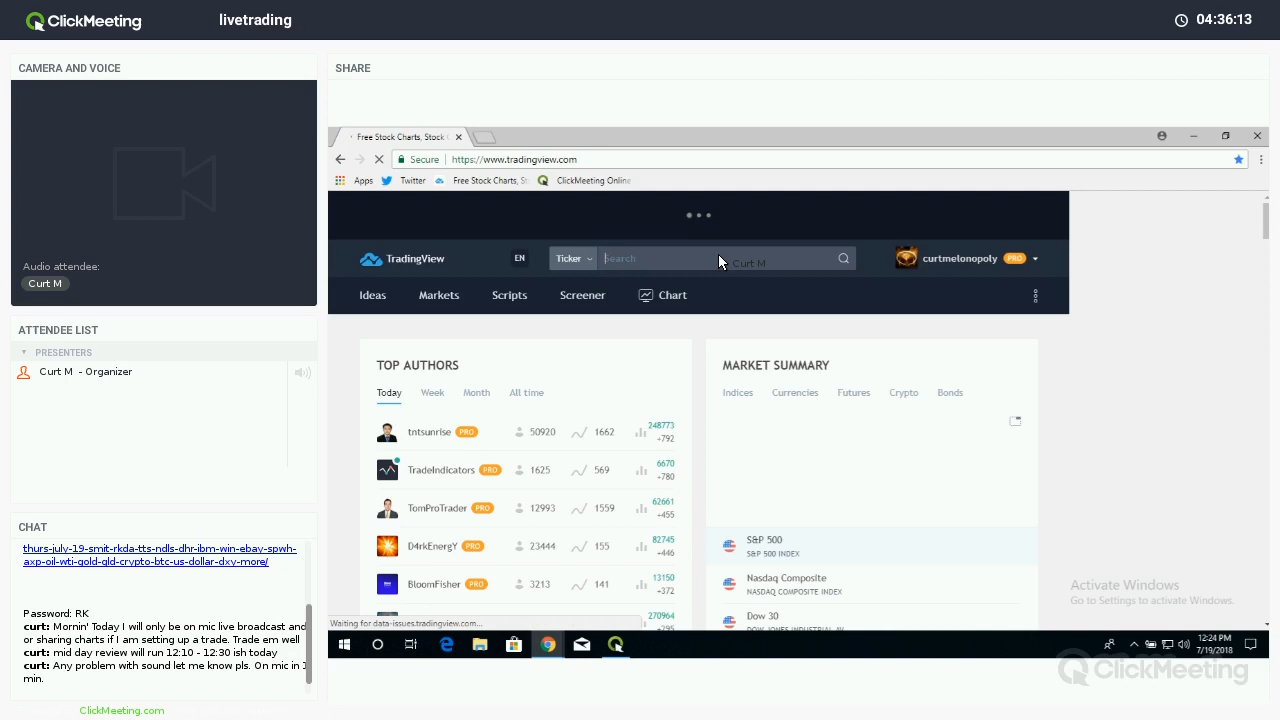 ClickMeeting
livetrading
04:36:13
CAMERA AND VOICE
SHARE
Audio attendee:
Curt M
ATTENDEE LIST
PRESENTERS
Curt M - Organizer
CHAT
thurs-july-19-smit-rkda-tts-ndls-dhr-ibm-win-ebay-spwh-
axp-oil-wti-gold-gld-crypto-btc-us-dollar-dxy-more/
Password: RK
curt: Mornin' Today I will only be on mic live broadcast and
or sharing charts if I am setting up a trade. Trade em well
curt: mid day review will run 12:10 - 12:30 ish today
curt: Any problem with sound let me know pls. On mic in 1
min.
ClickMeeting.com
Free Stock Charts, Stock
Secure https://www.tradingview.com
Apps Twitter Free Stock Charts, St ClickMeeting Online
TradingView EN Ticker Search Curt M curtmelonopoly PRO
Ideas Markets Scripts Screener Chart
TOP AUTHORS
Today Week Month All time
tntsunrise PRO 50920 1662 248773 +792
TradeIndicators PRO 1625 569 6670 +780
TomProTrader PRO 12993 1559 62661 +455
D4rkEnergY PRO 23444 155 82745 +446
BloomFisher PRO 3213 141 13150 +372
270964
+295
MARKET SUMMARY
Indices Currencies Futures Crypto Bonds
S&P 500
S&P 500 INDEX
Nasdaq Composite
NASDAQ COMPOSITE INDEX
Dow 30
DOW JONES INDUSTRIAL
Waiting for data-issues.tradingview.com...
Activate Windows
Go to Settings to activate Windows.
12:24 PM
7/19/2018
ClickMeeting